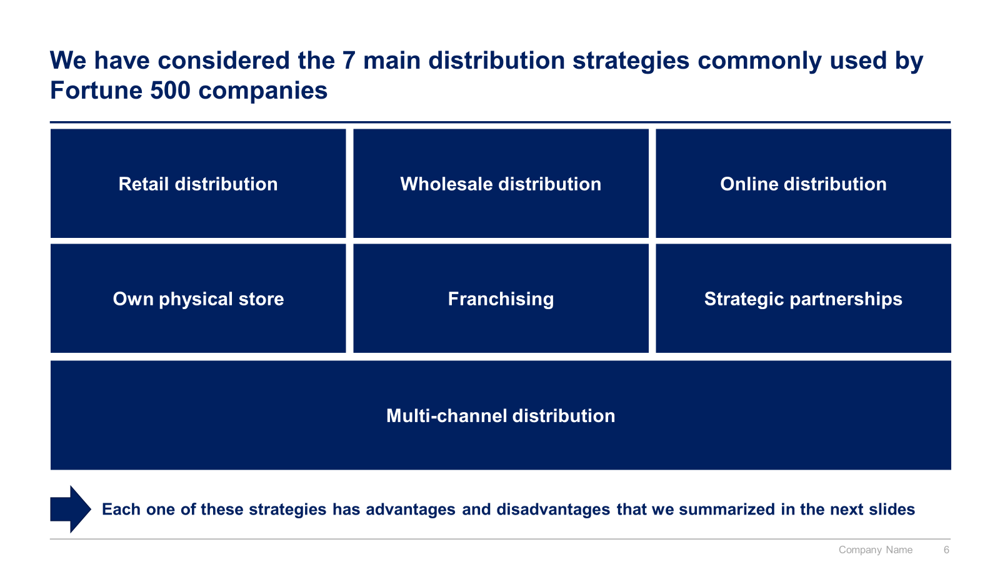 We have considered the 7 main distribution strategies commonly used by
Fortune 500 companies
Retail distribution
Wholesale distribution
Online distribution
Own physical store
Franchising
Strategic partnerships
Multi-channel distribution
Each one of these strategies has advantages and disadvantages that we summarized in the next slides
Company Name
6